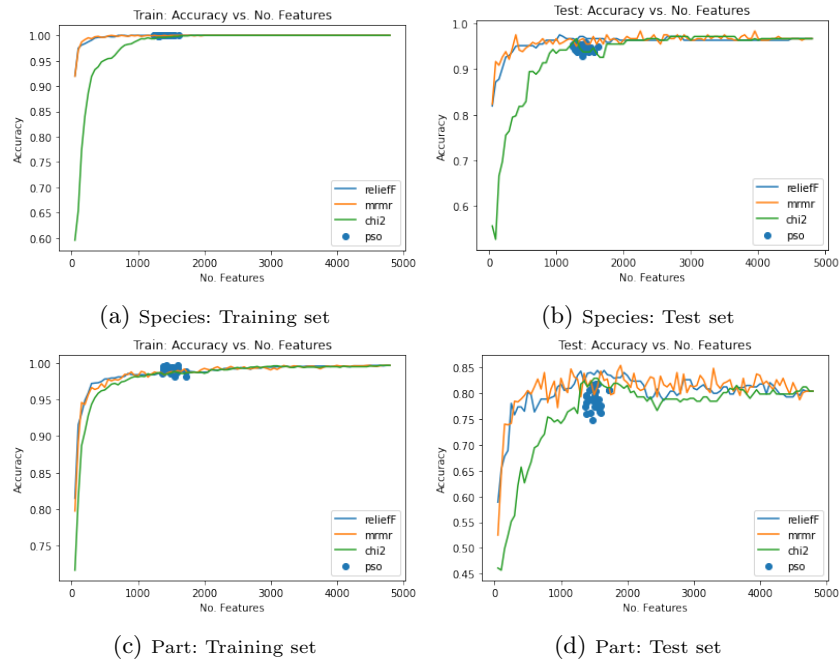 Train: Accuracy vs. No. Features
1.00
0.95
0.90
0.85
0.80
0.75
0.70
0.65
0.60
Accuracy
0
1000
2000
3000
4000
5000
No. Features
reliefF
mrmr
chi2
pso
(a) Species: Training set
Test: Accuracy vs. No. Features
1.0
0.9
0.8
0.7
0.6
Accuracy
0
1000
2000
3000
4000
5000
No. Features
reliefF
mrmr
chi2
pso
(b) Species: Test set
Train: Accuracy vs. No. Features
1.00
0.95
0.90
0.85
0.80
0.75
Accuracy
0
1000
2000
3000
4000
5000
No. Features
reliefF
mrmr
chi2
pso
(c) Part: Training set
Test: Accuracy vs. No. Features
0.85
0.80
0.75
0.70
0.65
0.60
0.55
0.50
0.45
Accuracy
0
1000
2000
3000
4000
5000
No. Features
reliefF
mrmr
chi2
pso
(d) Part: Test set